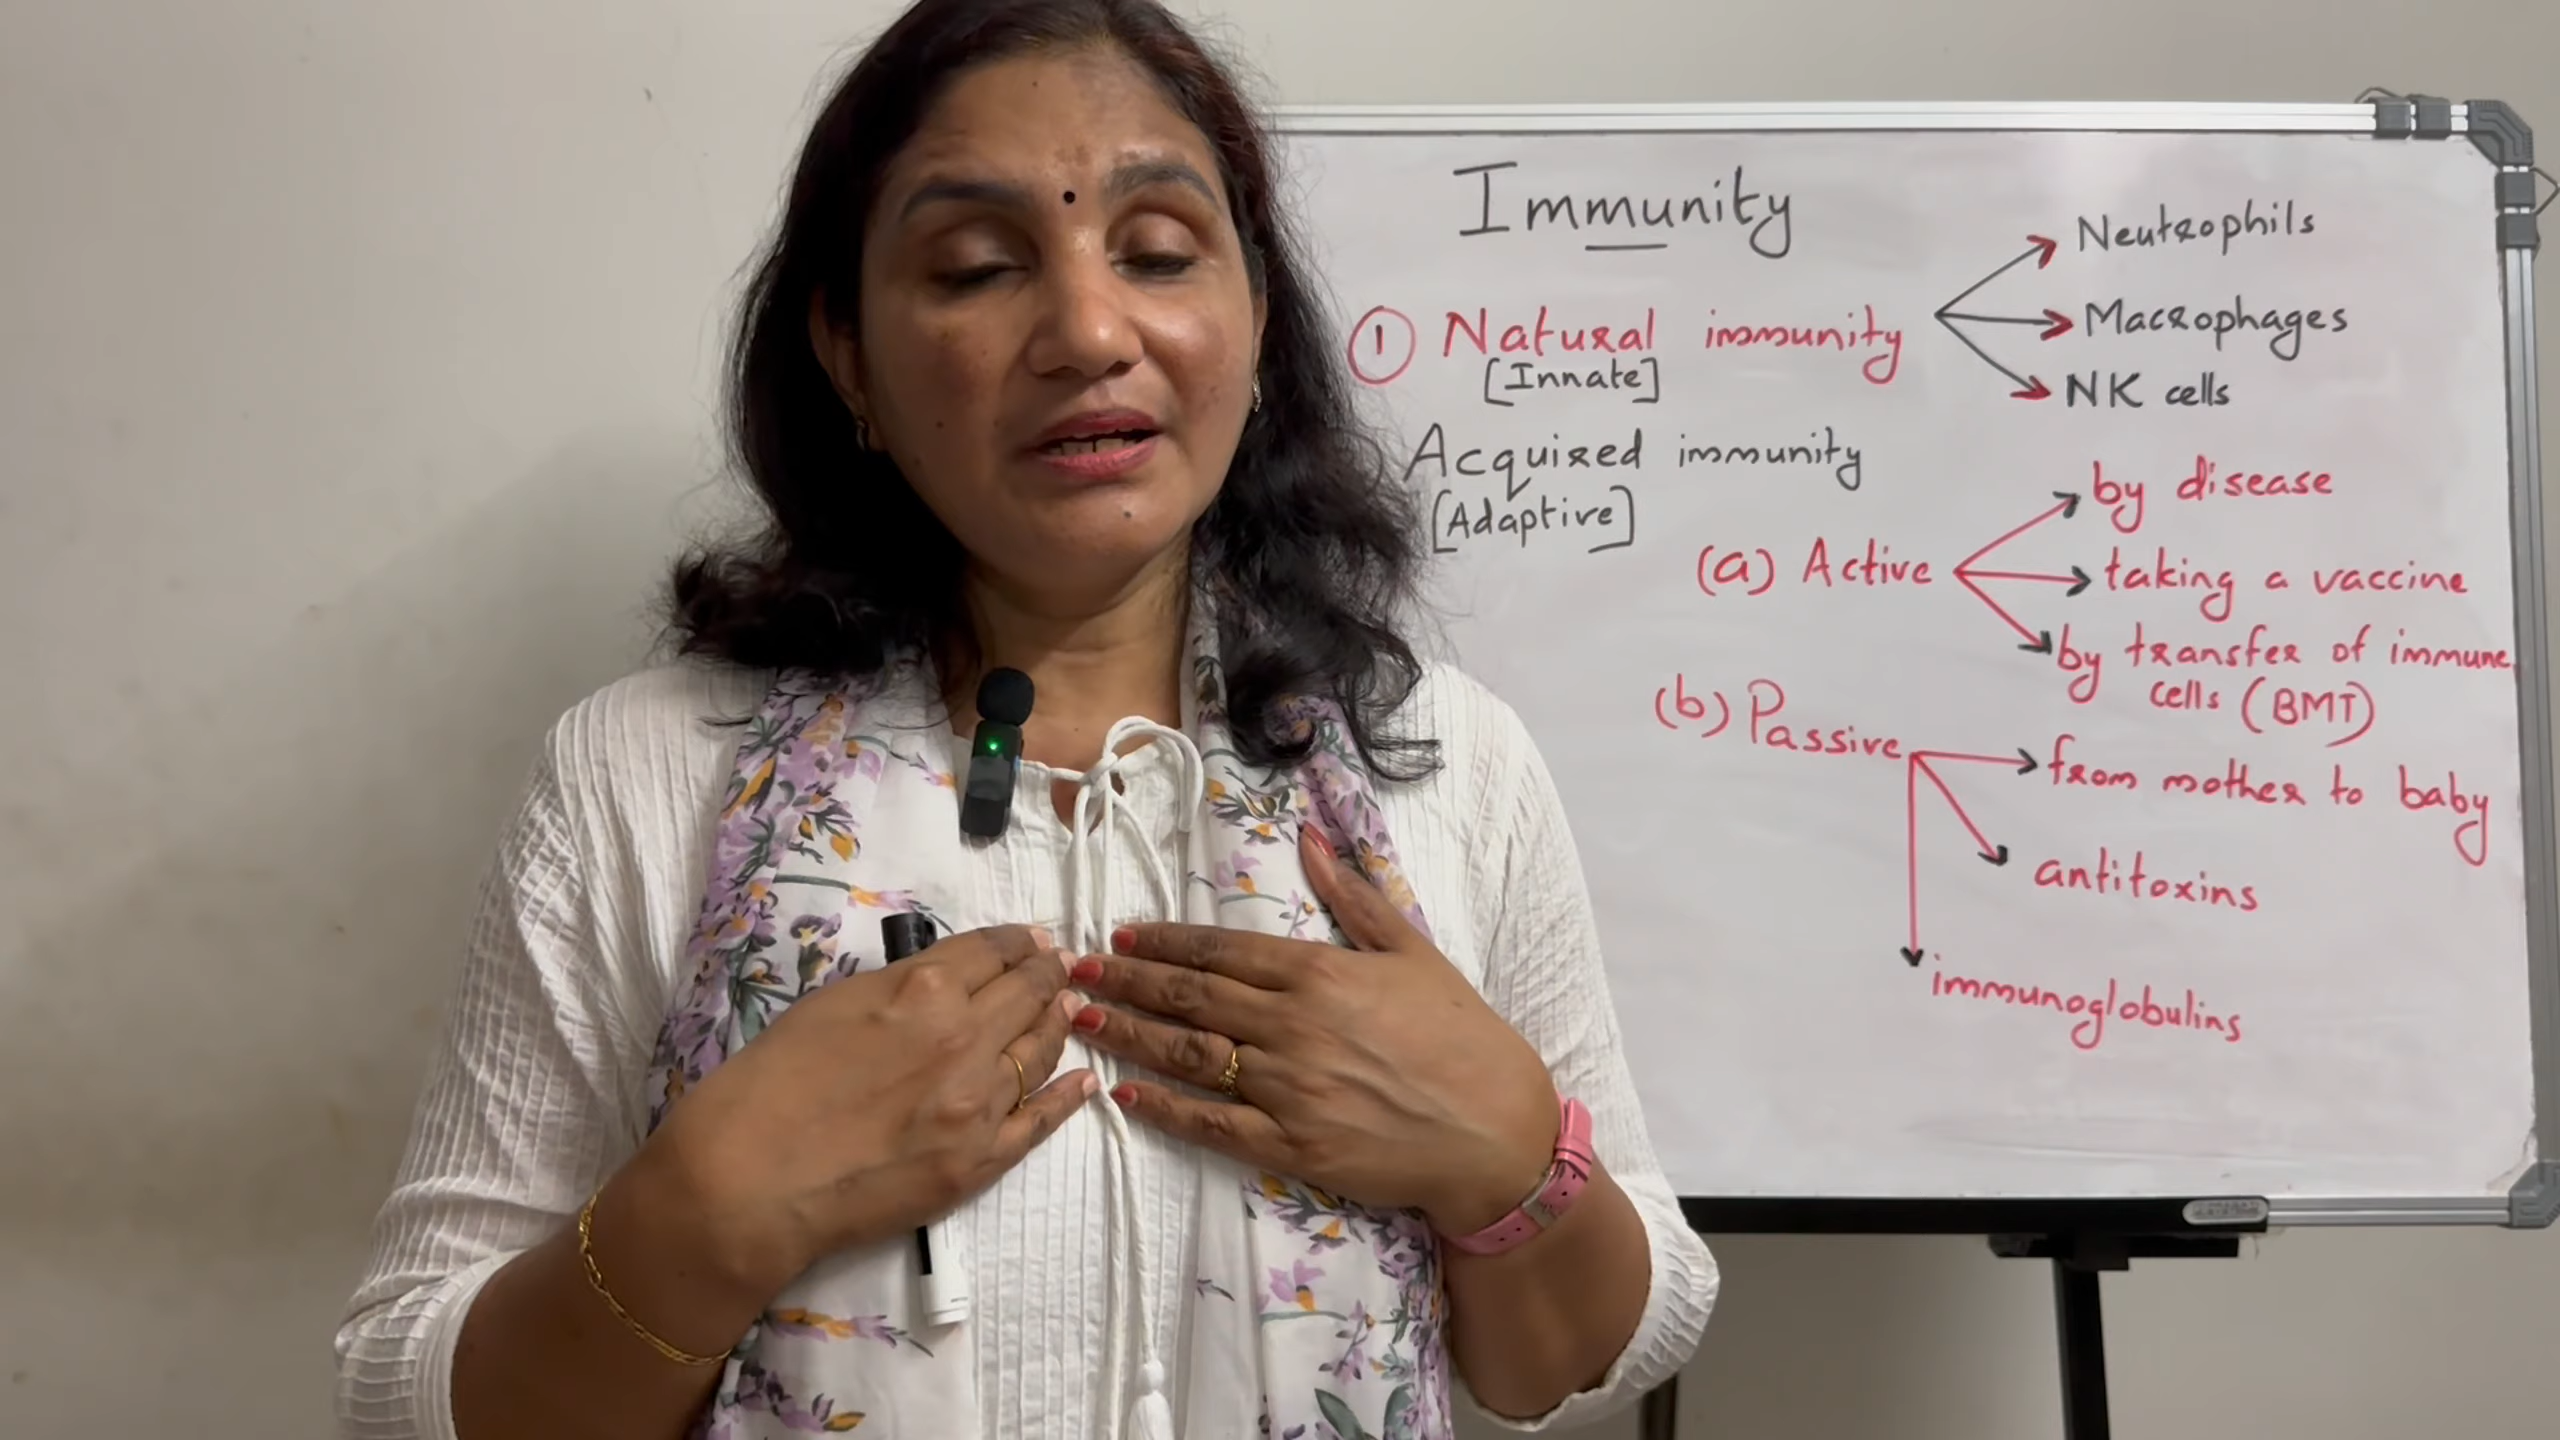 Immunity
1 Natural immunity
[Innate]
Neutrophils
Macrophages
NK cells
Acquired immunity
[Adaptive]
(a) Active
by disease
taking a vaccine
by transfer of immune
cells (BMT)
(b) Passive
from mother to baby
antitoxins
immunoglobulins